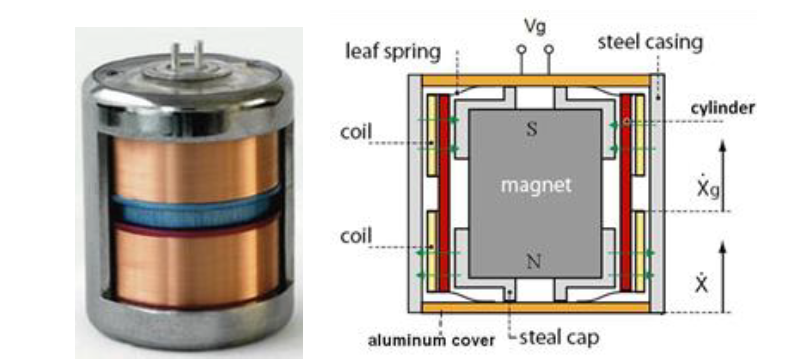 Vg
leaf spring
steel casing
cylinder
coil
S
magnet
Ẋg
coil
N
Ẋ
aluminum cover
steal cap